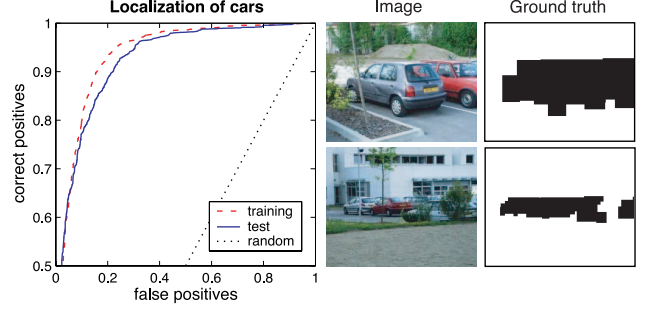 Localization of cars
Image
Ground truth
correct positives
1
0.9
0.8
0.7
0.6
0.5
training
test
random
0
0.2
0.4
0.6
0.8
1
false positives